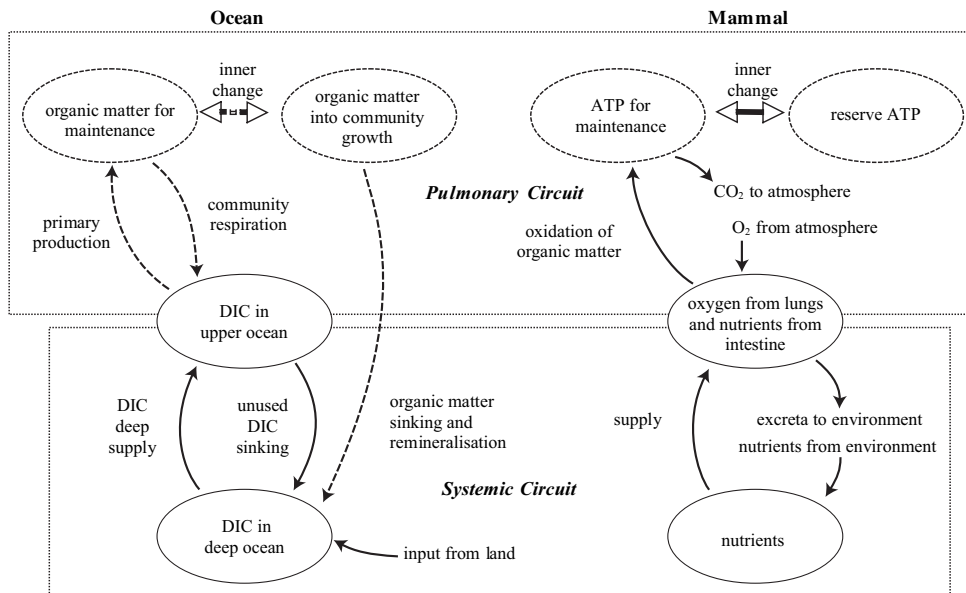 Ocean
Mammal
organic matter for
maintenance
inner
change
organic matter
into community
growth
ATP for
maintenance
inner
change
reserve ATP
Pulmonary Circuit
primary
production
community
respiration
oxidation of
organic matter
CO₂ to atmosphere
O₂ from atmosphere
DIC in
upper ocean
oxygen from lungs
and nutrients from
intestine
DIC
deep
supply
unused
DIC
sinking
organic matter
sinking and
remineralisation
supply
excreta to environment
nutrients from environment
Systemic Circuit
DIC in
deep ocean
input from land
nutrients